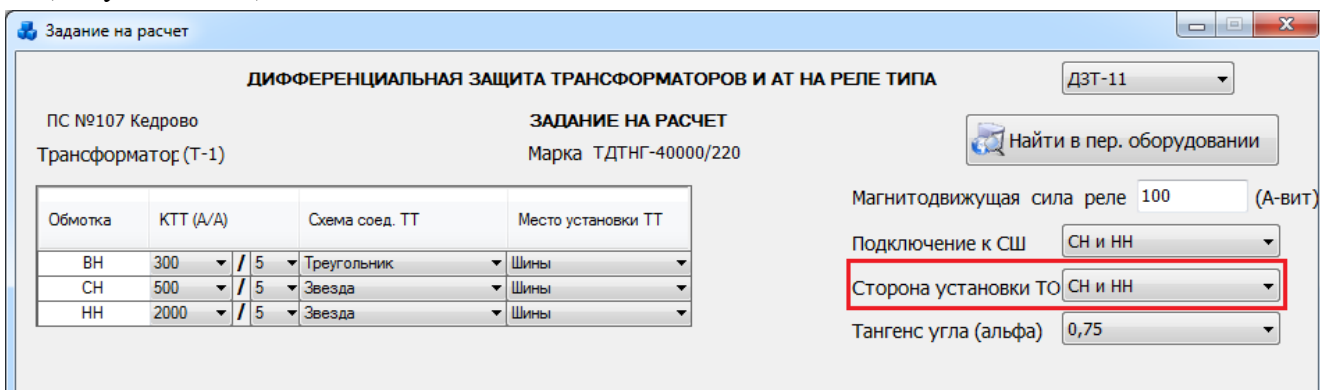 Задание на расчет
ДИФФЕРЕНЦИАЛЬНАЯ ЗАЩИТА ТРАНСФОРМАТОРОВ И АТ НА РЕЛЕ ТИПА ДЗТ-11
ПС №107 Кедрово ЗАДАНИЕ НА РАСЧЕТ
Трансформатор (Т-1) Марка ТДТНГ-40000/220 Найти в пер. оборудовании
Магнитодвижущая сила реле 100 (А-вит)
Обмотка КТТ (А/А) Схема соед. ТТ Место установки ТТ
Подключение к СШ СН и НН
ВН 300 / 5 Треугольник Шины
СН 500 / 5 Звезда Шины
Сторона установки ТО СН и НН
НН 2000 / 5 Звезда Шины
Тангенс угла (альфа) 0,75